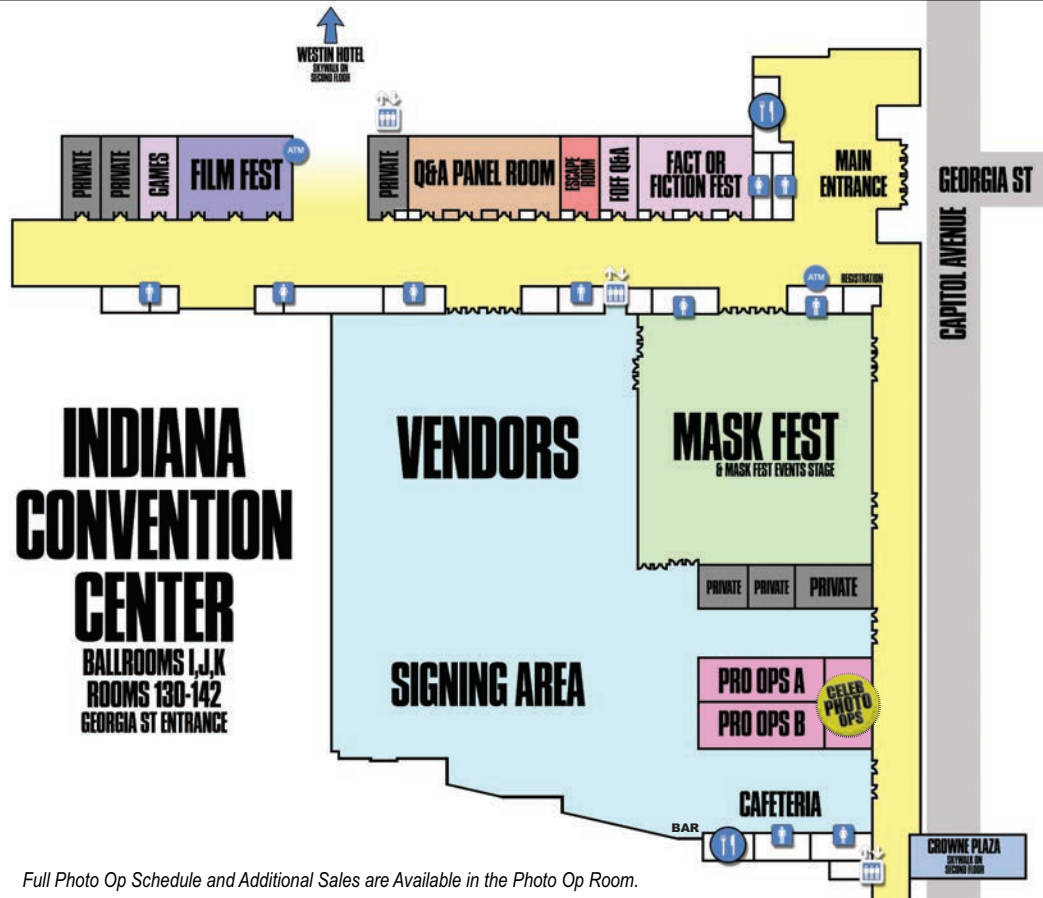 WESTIN HOTEL
SKYWALK ON
SECOND FLOOR
PRIVATE
PRIVATE
GAMES
FILM FEST
ATM
PRIVATE
Q&A PANEL ROOM
ESCAPE
ROOM
FOFF Q&A
FACT OR
FICTION FEST
MAIN
ENTRANCE
GEORGIA ST
CAPITOL AVENUE
ATM
REGISTRATION
VENDORS
MASK FEST
& MASK FEST EVENTS STAGE
INDIANA
CONVENTION
CENTER
BALLROOMS I,J,K
ROOMS 130-142
GEORGIA ST ENTRANCE
PRIVATE
PRIVATE
PRIVATE
SIGNING AREA
PRO OPS A
PRO OPS B
CELEB
PHOTO
OPS
CAFETERIA
BAR
CROWNE PLAZA
SKYWALK ON
SECOND FLOOR
Full Photo Op Schedule and Additional Sales are Available in the Photo Op Room.